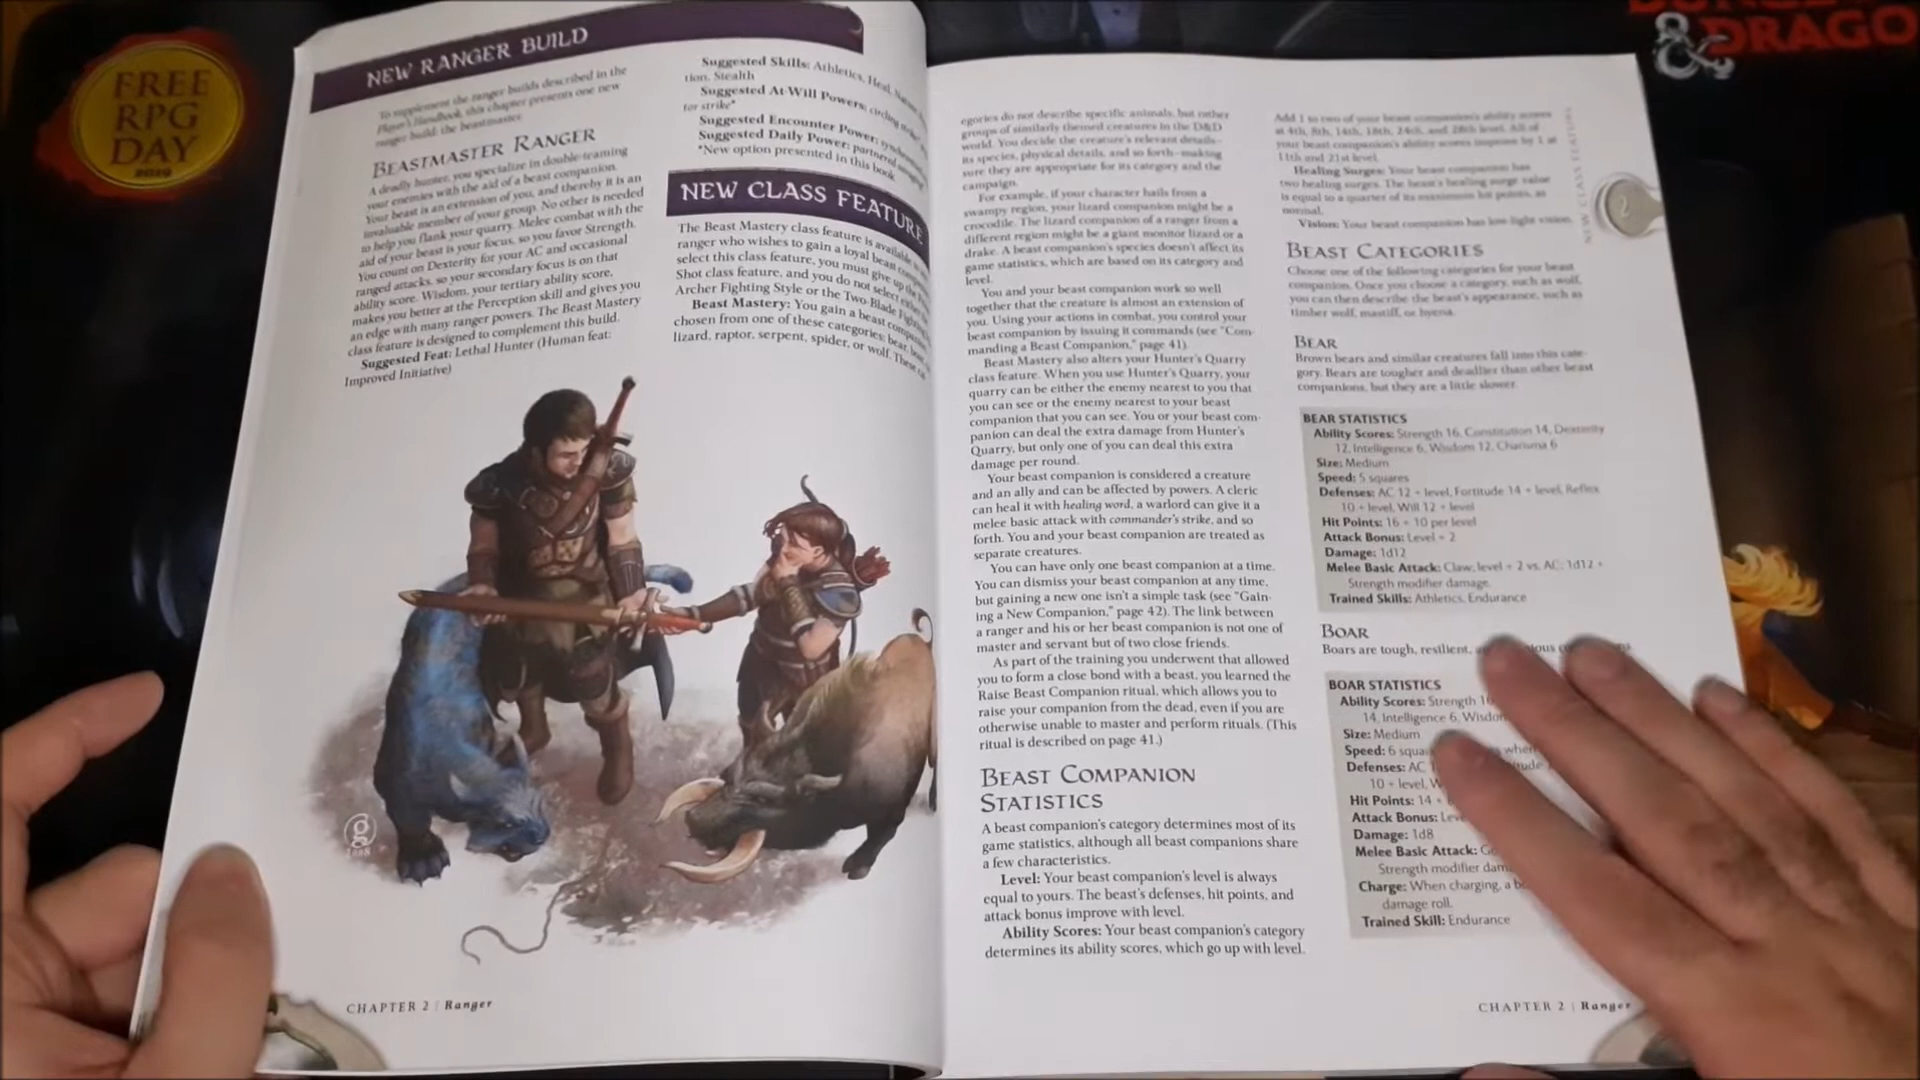 FREE
RPG
DAY
& DRAGO
NEW RANGER BUILD
To supplement the ranger builds described in the
Player's Handbook, this chapter presents one new
ranger build: the beastmaster.
BEASTMASTER RANGER
A deadly hunter, you specialize in double-teaming
your enemies with the aid of a beast companion.
Your beast is an extension of you, and thereby it is an
invaluable member of your group. No other is needed
to help you flank your quarry. Melee combat with the
aid of your beast is your focus, so you favor Strength.
You count on Dexterity for your AC and occasional
ranged attacks, so your secondary focus is on that
ability score. Wisdom, your tertiary ability score,
makes you better at the Perception skill and gives you
an edge with many ranger powers. The Beast Mastery
class feature is designed to complement this build.
Suggested Feat: Lethal Hunter (Human feat:
Improved Initiative)
Suggested Skills: Athletics, Heal,
tion, Stealth
Suggested At-Will Powers: circling strike,
tor strike*
Suggested Encounter Power:
Suggested Daily Power:
*New option presented in this book
NEW CLASS FEATURE
The Beast Mastery class feature is available
ranger who wishes to gain a loyal beast
select this class feature, you must give up the
Shot class feature, and you do not select
Archer Fighting Style or the Two-Blade Fighting
Beast Mastery: You gain a beast
chosen from one of these categories: bear, boar,
lizard, raptor, serpent, spider, or wolf. These
CHAPTER 2 | Ranger
egories do not describe specific animals, but rather
groups of similarly themed creatures in the D&D
world. You decide the creature's relevant details–
its species, physical details, and so forth–making
sure they are appropriate for its category and the
campaign.
For example, if your character hails from a
swampy region, your lizard companion might be a
crocodile. The lizard companion of a ranger from a
different region might be a giant monitor lizard or a
drake. A beast companion's species doesn't affect its
game statistics, which are based on its category and
level.
You and your beast companion work so well
together that the creature is almost an extension of
you. Using your actions in combat, you control your
beast companion by issuing it commands (see "Com-
manding a Beast Companion," page 41).
Beast Mastery also alters your Hunter's Quarry
class feature. When you use Hunter's Quarry, your
quarry can be either the enemy nearest to you that
you can see or the enemy nearest to your beast
companion that you can see. You or your beast com-
panion can deal the extra damage from Hunter's
Quarry, but only one of you can deal this extra
damage per round.
Your beast companion is considered a creature
and an ally and can be affected by powers. A cleric
can heal it with healing word, a warlord can give it a
melee basic attack with commander's strike, and so
forth. You and your beast companion are treated as
separate creatures.
You can have only one beast companion at a time.
You can dismiss your beast companion at any time,
but gaining a new one isn't a simple task (see "Gain-
ing a New Companion," page 42). The link between
a ranger and his or her beast companion is not one of
master and servant but of two close friends.
As part of the training you underwent that allowed
you to form a close bond with a beast, you learned the
Raise Beast Companion ritual, which allows you to
raise your companion from the dead, even if you are
otherwise unable to master and perform rituals. (This
ritual is described on page 41.)
BEAST COMPANION
STATISTICS
A beast companion's category determines most of its
game statistics, although all beast companions share
a few characteristics.
Level: Your beast companion's level is always
equal to yours. The beast's defenses, hit points, and
attack bonus improve with level.
Ability Scores: Your beast companion's category
determines its ability scores, which go up with level.
Add 1 to two of your beast companion's ability scores
at 4th, 8th, 14th, 18th, 24th, and 28th level. All of
your beast companion's ability scores improve by 1 at
11th and 21st level.
Healing Surges: Your beast companion has
two healing surges. The beast's healing surge value
is equal to a quarter of its maximum hit points, as
normal.
Vision: Your beast companion has low-light vision.
BEAST CATEGORIES
Choose one of the following categories for your beast
companion. Once you choose a category, such as wolf,
you can then describe the beast's appearance, such as
timber wolf, mastiff, or hyena.
BEAR
Brown bears and similar creatures fall into this cate-
gory. Bears are tougher and deadlier than other beast
companions, but they are a little slower.
BEAR STATISTICS
Ability Scores: Strength 16, Constitution 14, Dexterity
12, Intelligence 6, Wisdom 12, Charisma 6
Size: Medium
Speed: 5 squares
Defenses: AC 12 + level, Fortitude 14 + level, Reflex
10 + level, Will 12 + level
Hit Points: 16 + 10 per level
Attack Bonus: Level + 2
Damage: 1d12
Melee Basic Attack: Claw, level + 2 vs. AC; 1d12 +
Strength modifier damage.
Trained Skills: Athletics, Endurance
BOAR
Boars are tough, resilient,
BOAR STATISTICS
Ability Scores: Strength
14, Intelligence 6, Wisdom
Size: Medium
Speed: 6 when
Defenses: AC
10 + level,
Hit Points: 14 +
Attack Bonus:
Damage: 1d8
Melee Basic Attack:
Strength modifier
Charge: When charging, a
damage roll.
Trained Skill: Endurance
NEW CLASS FEATURE
2
CHAPTER 2 | Ranger